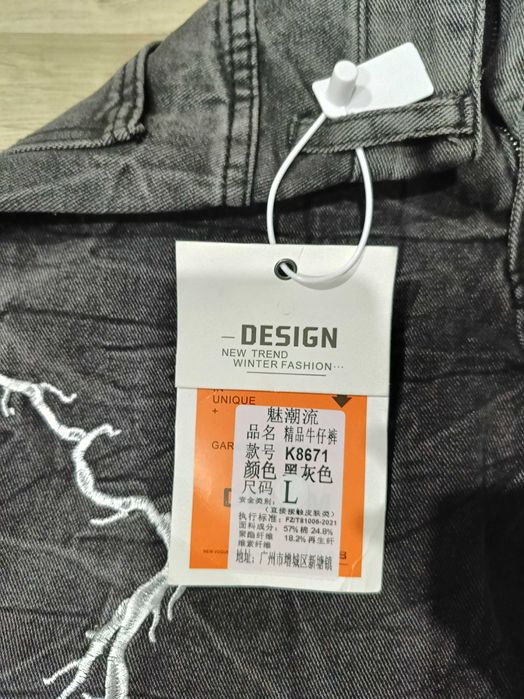 DESIGN
NEW TREND
WINTER FASHION···
UNIQUE
+
GAR
魅潮流
品名 精品牛仔裤
款号 K8671
颜色 黑灰色
尺码 L
安全类别：
（直接接触皮肤类）
执行标准：FZ/T81006-2021
面料成分：57%棉 24.8%
聚酯纤维 18.2%再生纤
维素纤维
地址：广州市增城区新塘镇